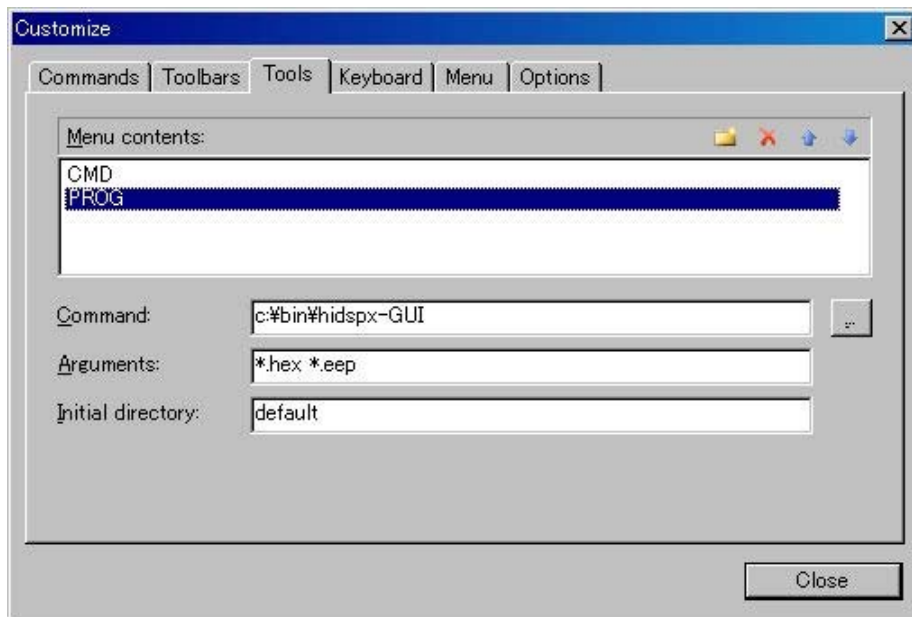 Customize
Commands Toolbars Tools Keyboard Menu Options
Menu contents:
CMD
PROG
Command: c:¥bin¥hidspx-GUI ...
Arguments: *.hex *.eep
Initial directory: default
Close